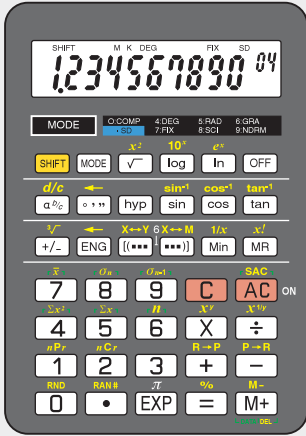 SHIFT M K DEG FIX SD
1.234567890 04
MODE 0:COMP 4:DEG 5:RAD 6:GRA
· SD 7:FIX 8:SCI 9:NDRM
x² 10ˣ eˣ
SHIFT MODE √ log ln OFF
d/c ← sin-1 cos-1 tan-1
a b/c ° ’ ” hyp sin cos tan
³√ ← X↔Y 6 X↔M 1/x x!
+/- ENG [(··· ···)] Min MR
x̄ σn σn-1 SAC
7 8 9 C AC ON
Σx² Σx n xʸ x1/y
4 5 6 X ÷
nPr nCr R→P P→R
1 2 3 + −
RND RAN# π % M-
0 • EXP = M+
DEL